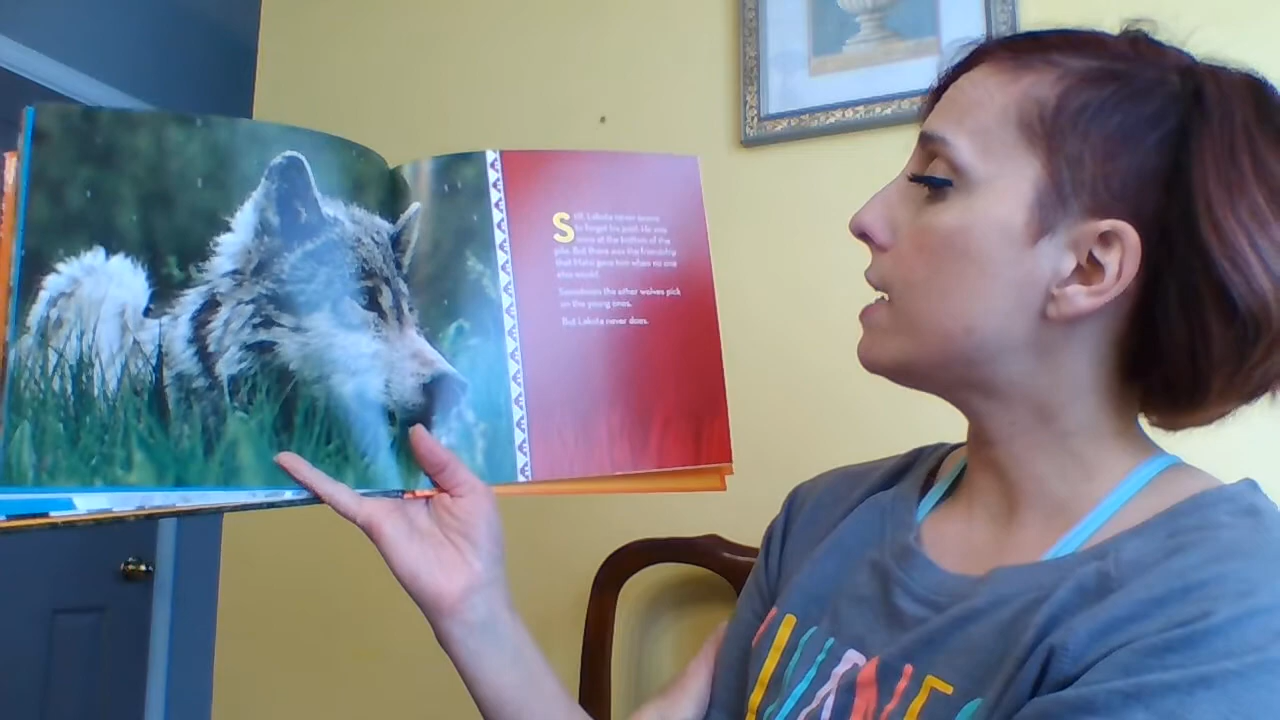 Still, Lakota never seems
to forget his past. He was
once at the bottom of the
pile. But there was the friendship
that Matsi gave him when no one
else would.
Sometimes the other wolves pick
on the young ones.
But Lakota never does.